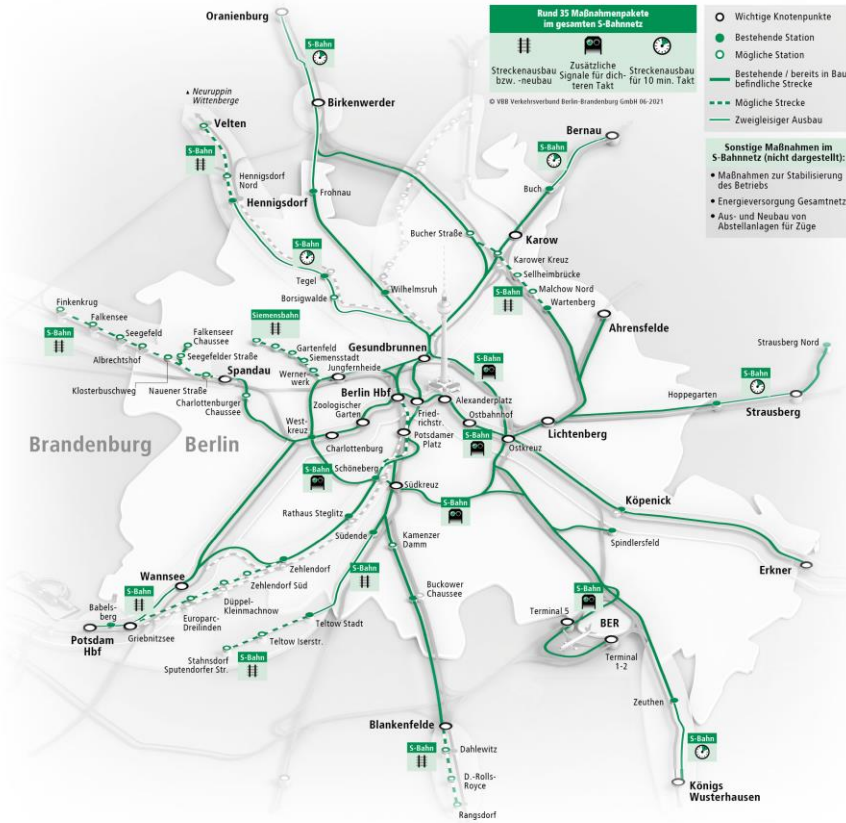 Oranienburg
S-Bahn
Rund 35 Maßnahmenpakete
im gesamten S-Bahnnetz
Streckenausbau
bzw. -neubau
Zusätzliche
Signale für dich-
teren Takt
Streckenausbau
für 10 min. Takt
© VBB Verkehrsverbund Berlin-Brandenburg GmbH 06-2021
Wichtige Knotenpunkte
Bestehende Station
Mögliche Station
Bestehende / bereits in Bau
befindliche Strecke
Mögliche Strecke
Zweigleisiger Ausbau
Sonstige Maßnahmen im
S-Bahnnetz (nicht dargestellt):
• Maßnahmen zur Stabilisierung
des Betriebs
• Energieversorgung Gesamtnetz
• Aus- und Neubau von
Abstellanlagen für Züge
▲ Neuruppin
Wittenberge
Velten
Birkenwerder
Bernau
S-Bahn
S-Bahn
Hennigsdorf
Nord
Hennigsdorf
Frohnau
Buch
Bucher Straße
Karow
S-Bahn
Tegel
Borsigwalde
Wilhelmsruh
Karower Kreuz
Sellheimbrücke
Malchow Nord
Wartenberg
S-Bahn
Ahrensfelde
Finkenkrug
Falkensee
Seegefeld
Albrechtshof
S-Bahn
Falkenseer
Chaussee
Seegefelder Straße
Klosterbuschweg
Nauener Straße
Spandau
Charlottenburger
Chaussee
Siemensbahn
Gartenfeld
Siemensstadt
Werner-
werk
Jungfernheide
Gesundbrunnen
S-Bahn
Strausberg Nord
S-Bahn
Hoppegarten
Strausberg
Berlin Hbf
Zoologischer
Garten
Fried-
richstr.
Alexanderplatz
Ostbahnhof
Lichtenberg
West-
kreuz
Charlottenburg
Potsdamer
Platz
S-Bahn
Ostkreuz
Brandenburg
Berlin
S-Bahn
Schöneberg
Südkreuz
S-Bahn
Köpenick
Rathaus Steglitz
Südende
Kamenzer
Damm
Spindlersfeld
Erkner
Wannsee
Zehlendorf
Zehlendorf Süd
S-Bahn
Buckower
Chaussee
S-Bahn
S-Bahn
Babels-
berg
Potsdam
Hbf
Griebnitzsee
Europarc-
Dreilinden
Düppel-
Kleinmachnow
Teltow Stadt
Teltow Iserstr.
Stahnsdorf
Sputendorfer Str.
S-Bahn
Terminal 5
BER
Terminal
1-2
Zeuthen
Blankenfelde
S-Bahn
Dahlewitz
D.-Rolls-
Royce
Rangsdorf
S-Bahn
Königs
Wusterhausen